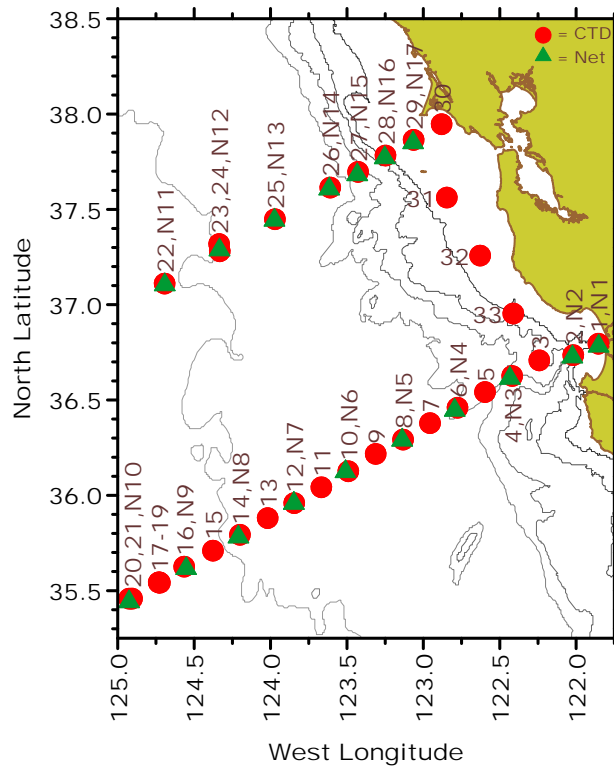 = CTD
= Net
North Latitude
38.5
38.0
37.5
37.0
36.5
36.0
35.5
22,N11
23,24,N12
25,N13
26,N14
27,N15
28,N16
29,N17
30
31
32
33
20,21,N10
17-19
16,N9
15
14,N8
13
12,N7
11
10,N6
9
8,N5
7
6,N4
5
4,N3
3
2,N2
1,N1
125.0
124.5
124.0
123.5
123.0
122.5
122.0
West Longitude